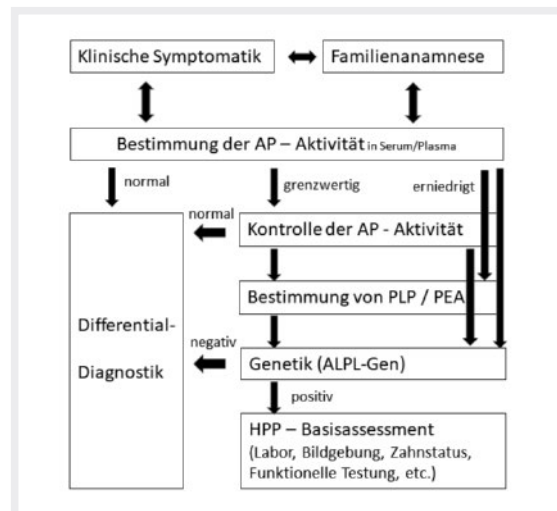 Klinische Symptomatik
Familienanamnese
Bestimmung der AP – Aktivität in Serum/Plasma
normal
grenzwertig
erniedrigt
normal
Kontrolle der AP - Aktivität
Bestimmung von PLP / PEA
Differential-
Diagnostik
negativ
Genetik (ALPL-Gen)
positiv
HPP – Basisassessment
(Labor, Bildgebung, Zahnstatus,
Funktionelle Testung, etc.)